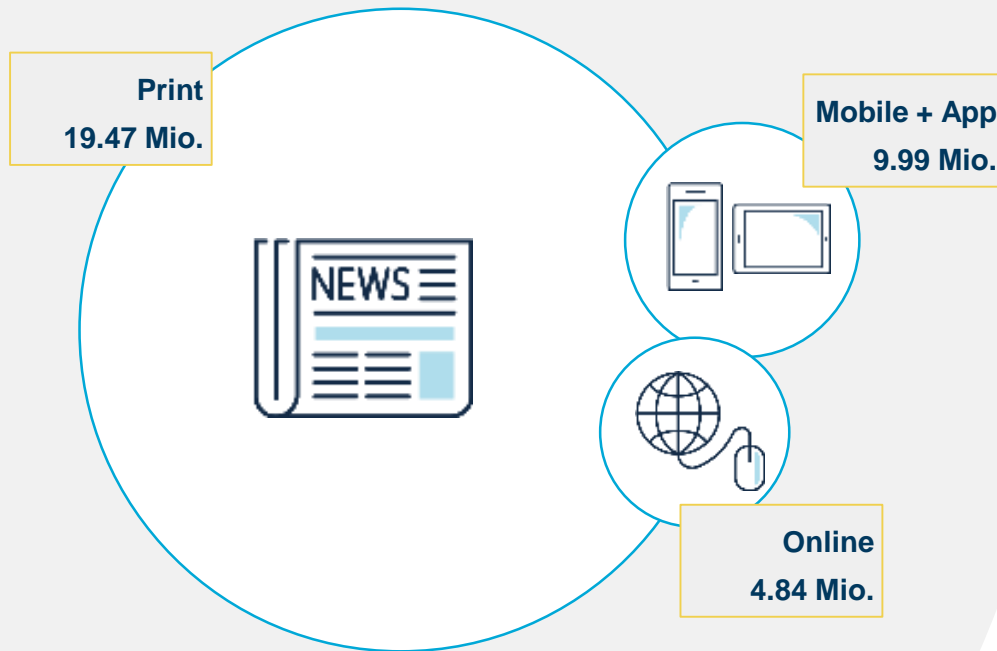 Print
19.47 Mio.
Mobile + App
9.99 Mio.
NEWS
Online
4.84 Mio.